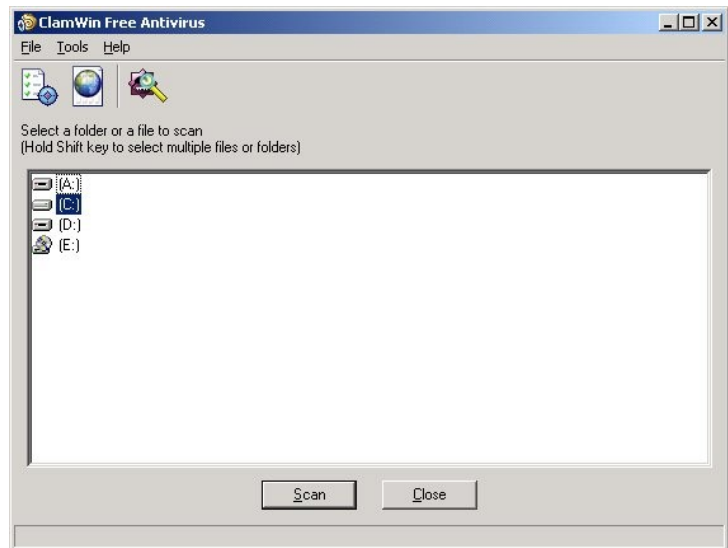 ClamWin Free Antivirus
File Tools Help
Select a folder or a file to scan
(Hold Shift key to select multiple files or folders)
(A:)
(C:)
(D:)
(E:)
Scan Close